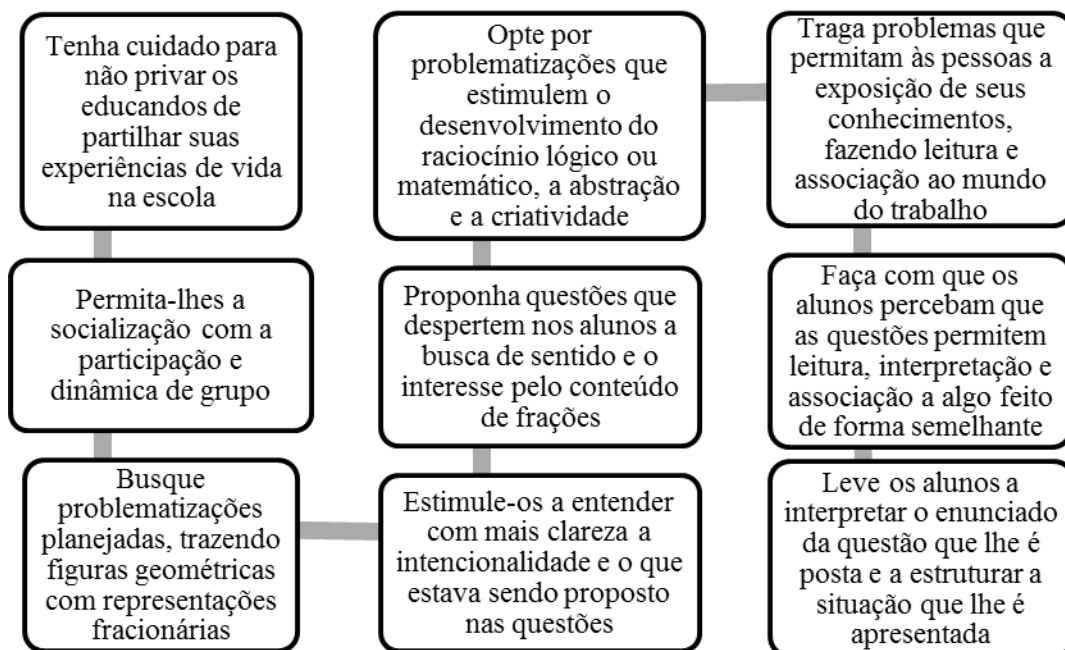 Tenha cuidado para
não privar os
educandos de
partilhar suas
experiências de vida
na escola
Permita-lhes a
socialização com a
participação e
dinâmica de grupo
Busque
problematizações
planejadas, trazendo
figuras geométricas
com representações
fracionárias
Estimule-os a entender
com mais clareza a
intencionalidade e o que
estava sendo proposto
nas questões
Proponha questões que
despertem nos alunos a
busca de sentido e o
interesse pelo conteúdo
de frações
Opte por
problematizações que
estimulem o
desenvolvimento do
raciocínio lógico ou
matemático, a abstração
e a criatividade
Traga problemas que
permitam às pessoas a
exposição de seus
conhecimentos,
fazendo leitura e
associação ao mundo
do trabalho
Faça com que os
alunos percebam que
as questões permitem
leitura, interpretação e
associação a algo feito
de forma semelhante
Leve os alunos a
interpretar o enunciado
da questão que lhe é
posta e a estruturar a
situação que lhe é
apresentada